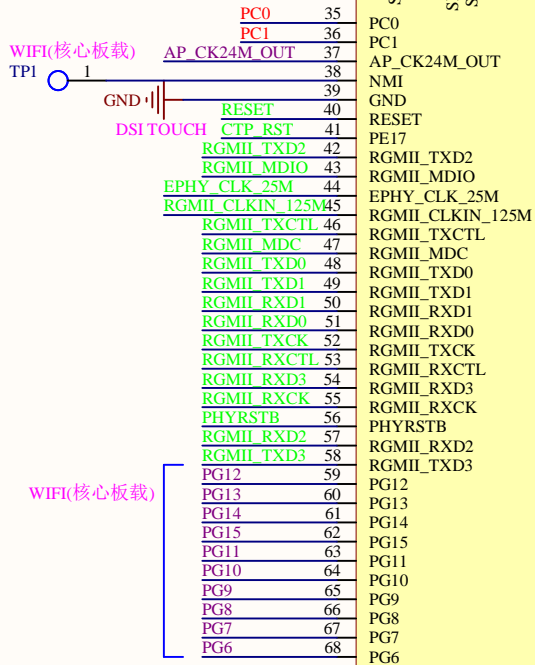 PC0 35 PC0
PC1 36 PC1
WIFI(核心板载) AP_CK24M_OUT 37 AP_CK24M_OUT
TP1 1 38 NMI
GND 39 GND
RESET 40 RESET
DSI TOUCH CTP_RST 41 PE17
RGMII_TXD2 42 RGMII_TXD2
RGMII_MDIO 43 RGMII_MDIO
EPHY_CLK_25M 44 EPHY_CLK_25M
RGMII_CLKIN_125M 45 RGMII_CLKIN_125M
RGMII_TXCTL 46 RGMII_TXCTL
RGMII_MDC 47 RGMII_MDC
RGMII_TXD0 48 RGMII_TXD0
RGMII_TXD1 49 RGMII_TXD1
RGMII_RXD1 50 RGMII_RXD1
RGMII_RXD0 51 RGMII_RXD0
RGMII_TXCK 52 RGMII_TXCK
RGMII_RXCTL 53 RGMII_RXCTL
RGMII_RXD3 54 RGMII_RXD3
RGMII_RXCK 55 RGMII_RXCK
PHYRSTB 56 PHYRSTB
RGMII_RXD2 57 RGMII_RXD2
RGMII_TXD3 58 RGMII_TXD3
WIFI(核心板载)
PG12 59 PG12
PG13 60 PG13
PG14 61 PG14
PG15 62 PG15
PG11 63 PG11
PG10 64 PG10
PG9 65 PG9
PG8 66 PG8
PG7 67 PG7
PG6 68 PG6